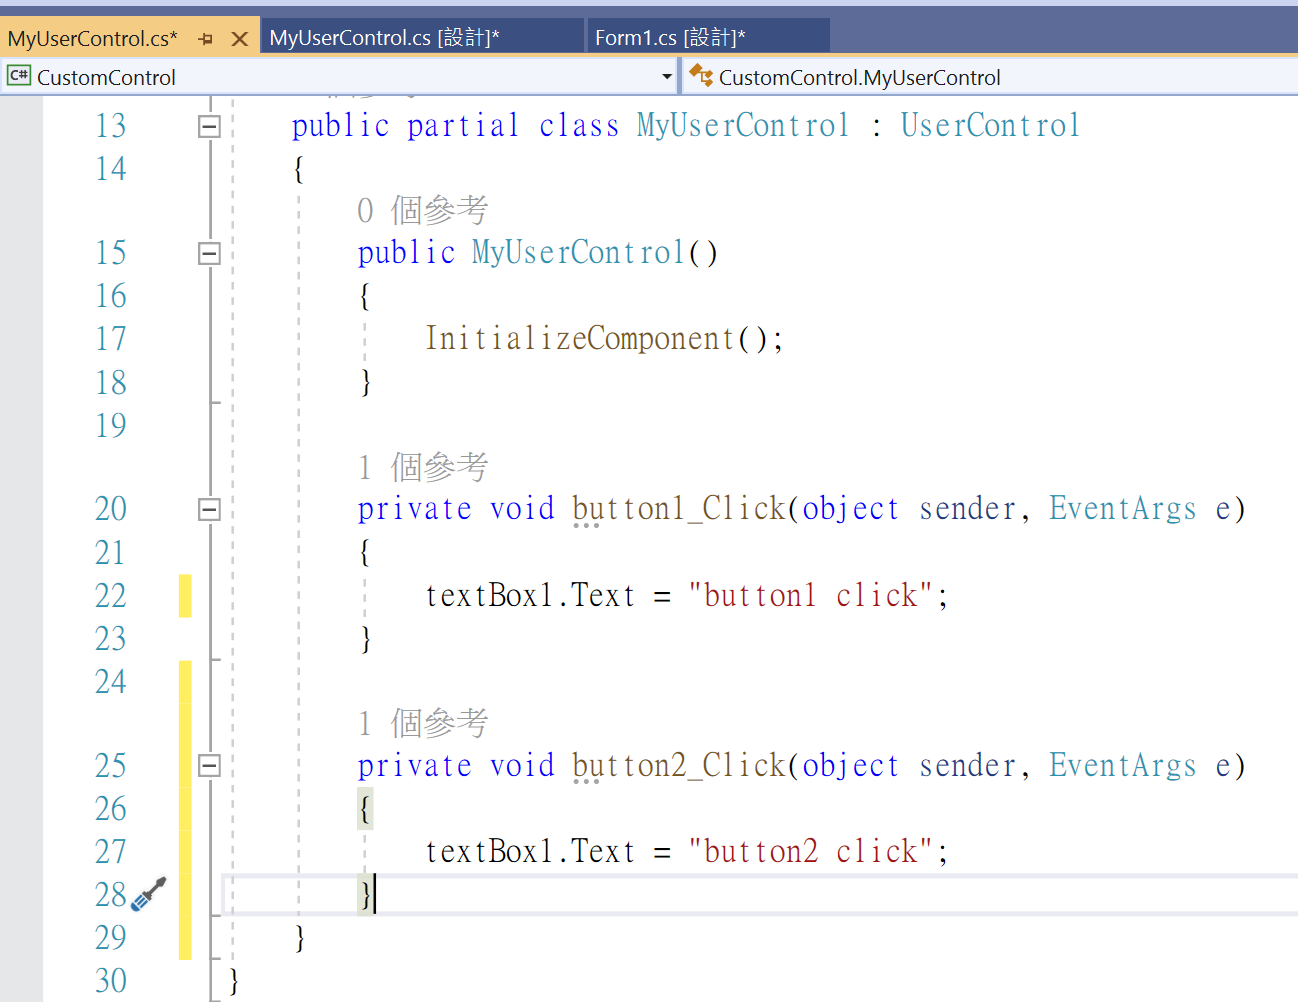 MyUserControl.cs* MyUserControl.cs [設計]* Form1.cs [設計]*
C# CustomControl CustomControl.MyUserControl
13 public partial class MyUserControl : UserControl
14 {
0 個參考
15 public MyUserControl()
16 {
17 InitializeComponent();
18 }
19
1 個參考
20 private void button1_Click(object sender, EventArgs e)
21 {
22 textBox1.Text = "button1 click";
23 }
24
1 個參考
25 private void button2_Click(object sender, EventArgs e)
26 {
27 textBox1.Text = "button2 click";
28 }
29 }
30 }